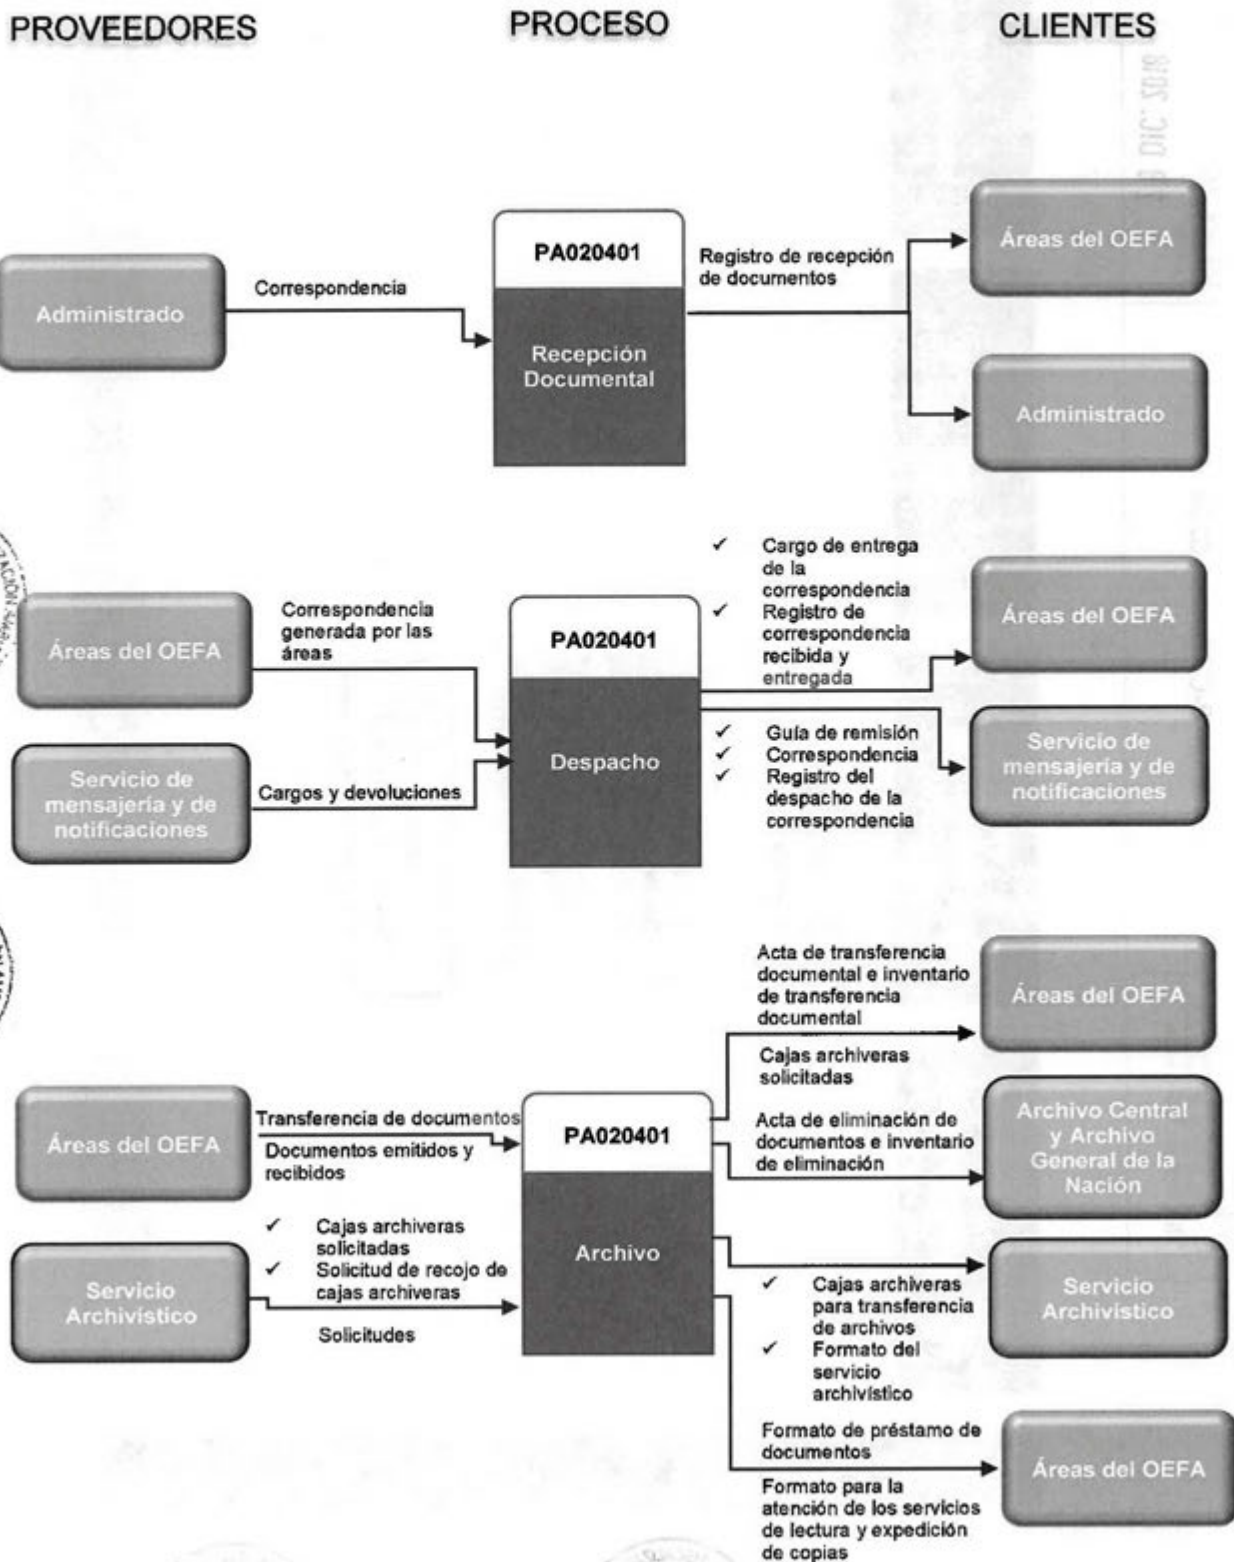 PROVEEDORES
PROCESO
CLIENTES
Administrado
Correspondencia
PA020401
Recepción
Documental
Registro de recepción
de documentos
Áreas del OEFA
Administrado
Áreas del OEFA
Correspondencia
generada por las
áreas
Servicio de
mensajería y de
notificaciones
Cargos y devoluciones
PA020401
Despacho
✓ Cargo de entrega
de la
correspondencia
✓ Registro de
correspondencia
recibida y
entregada
✓ Guía de remisión
✓ Correspondencia
✓ Registro del
despacho de la
correspondencia
Áreas del OEFA
Servicio de
mensajería y de
notificaciones
Áreas del OEFA
Transferencia de documentos
Documentos emitidos y
recibidos
Servicio
Archivístico
✓ Cajas archiveras
solicitadas
✓ Solicitud de recojo de
cajas archiveras
Solicitudes
PA020401
Archivo
Acta de transferencia
documental e inventario
de transferencia
documental
Cajas archiveras
solicitadas
Áreas del OEFA
Acta de eliminación de
documentos e inventario
de eliminación
Archivo Central
y Archivo
General de la
Nación
✓ Cajas archiveras
para transferencia
de archivos
✓ Formato del
servicio
archivístico
Servicio
Archivístico
Formato de préstamo de
documentos
Formato para la
atención de los servicios
de lectura y expedición
de copias
Áreas del OEFA
DIC. 2018